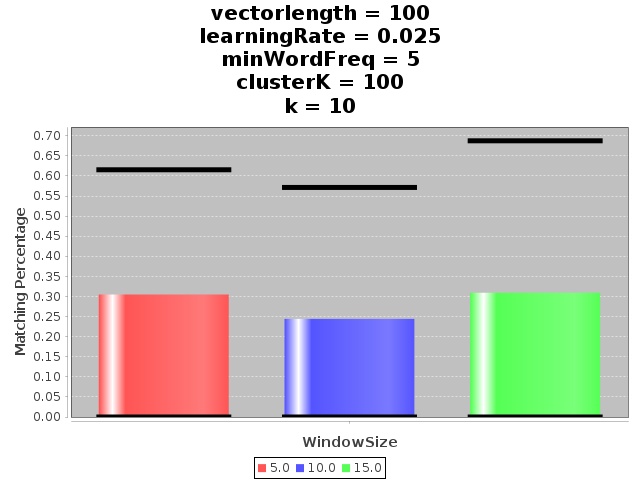 vectorlength = 100
learningRate = 0.025
minWordFreq = 5
clusterK = 100
k = 10
Matching Percentage
0.70
0.65
0.60
0.55
0.50
0.45
0.40
0.35
0.30
0.25
0.20
0.15
0.10
0.05
0.00
WindowSize
5.0 10.0 15.0